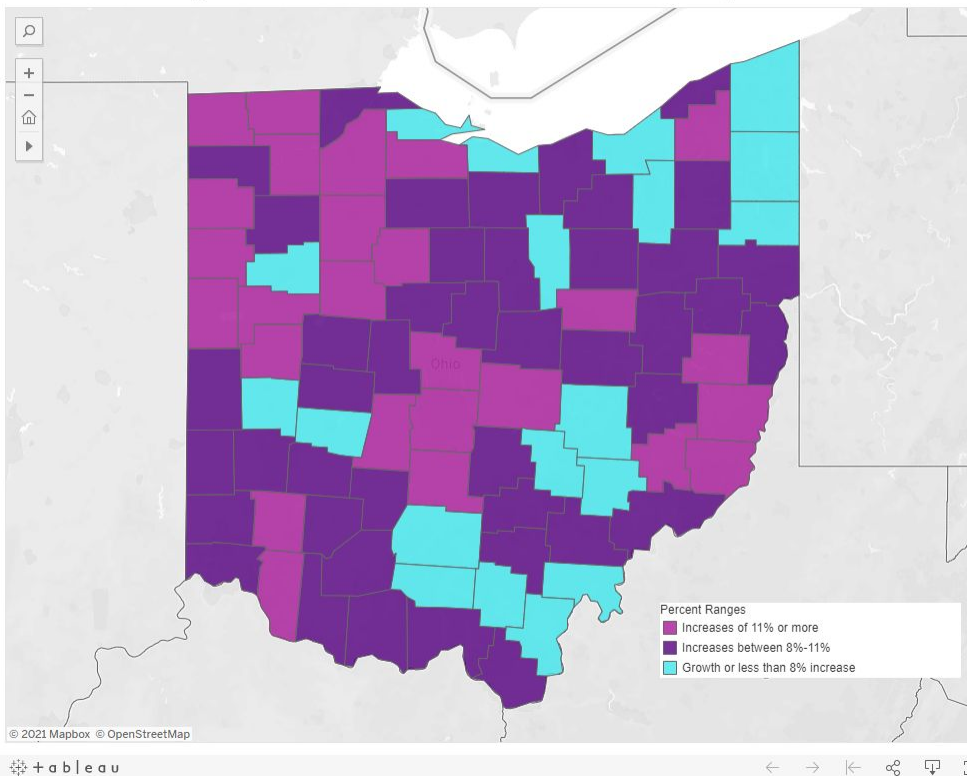 Ohio
Percent Ranges
Increases of 11% or more
Increases between 8%-11%
Growth or less than 8% increase
© 2021 Mapbox © OpenStreetMap
+ableau